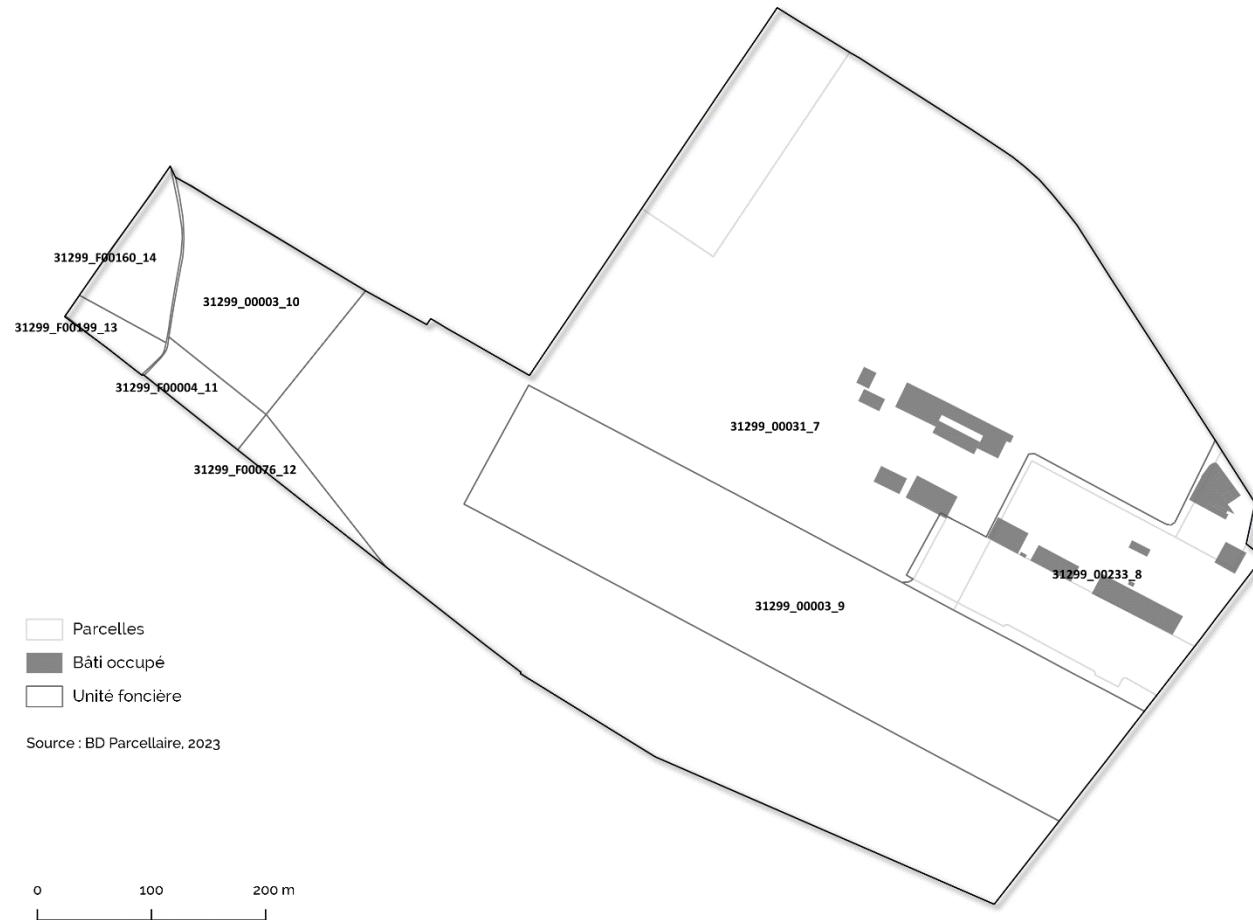 31299_F00160_14
31299_00003_10
31299_F00199_13
31299_F00004_11
31299_F00076_12
31299_00031_7
31299_00233_8
31299_00003_9
Parcelles
Bâti occupé
Unité foncière
Source : BD Parcellaire, 2023
0 100 200 m